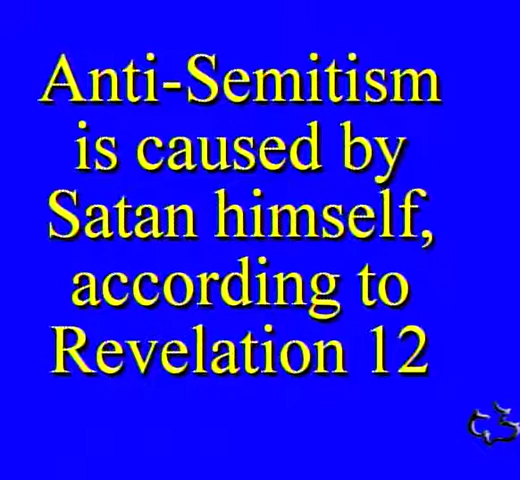 Anti-Semitism
is caused by
Satan himself,
according to
Revelation 12